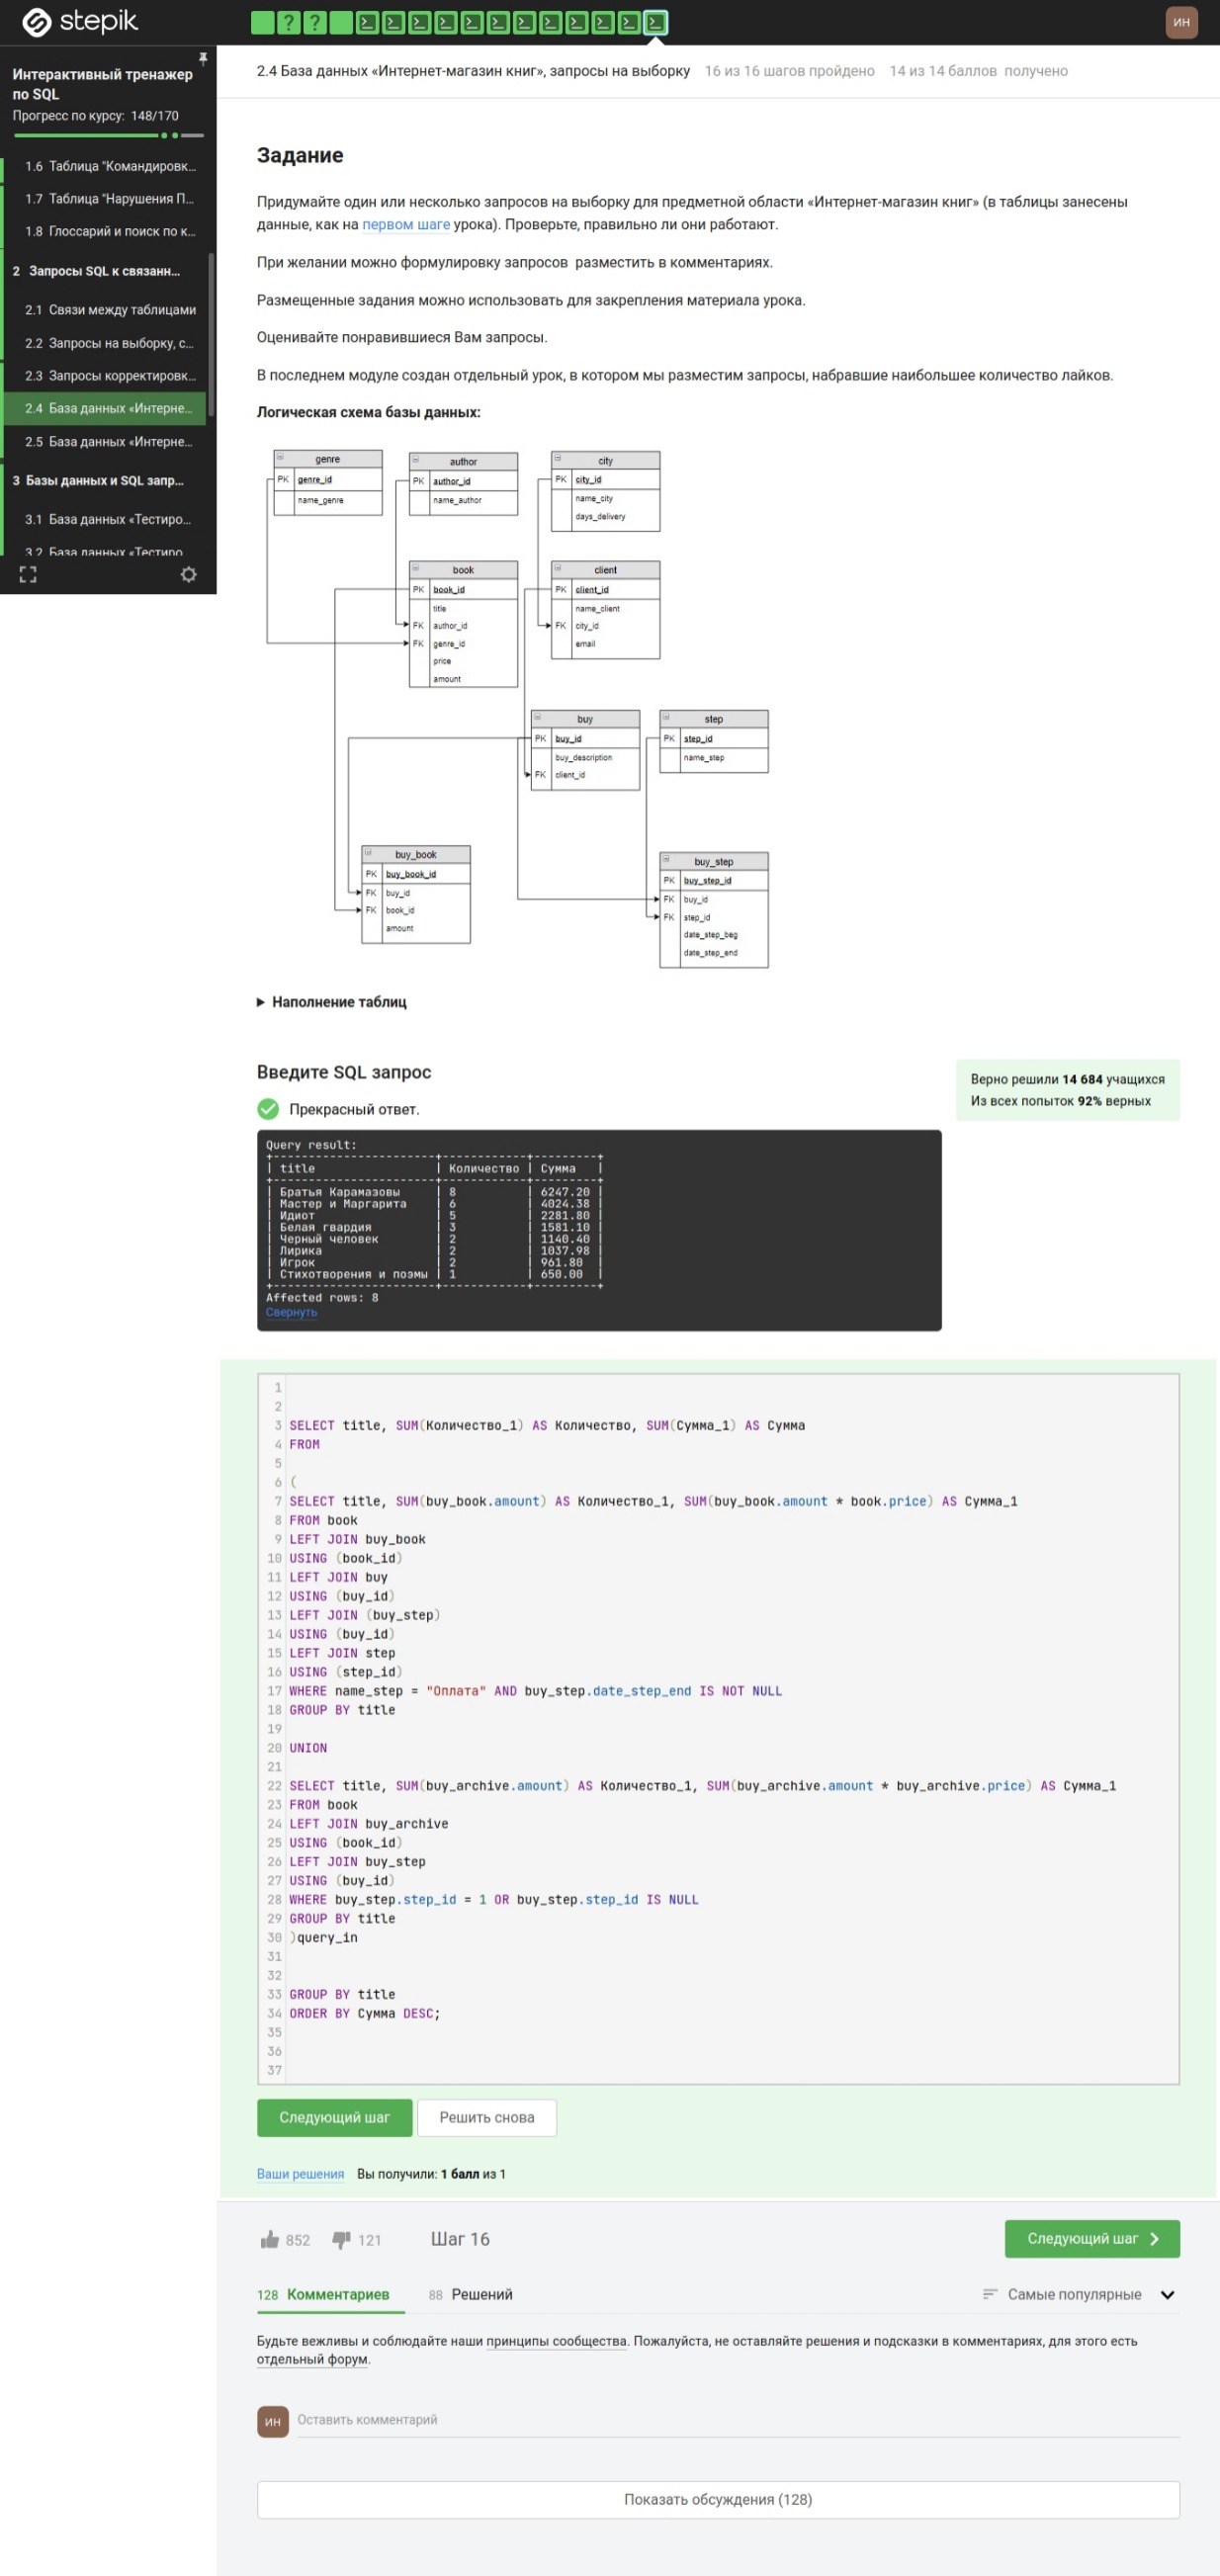 stepik
ИН
Интерактивный тренажер
по SQL
Прогресс по курсу: 148/170
1.6 Таблица "Командировк...
1.7 Таблица "Нарушения П...
1.8 Глоссарий и поиск по к...
2 Запросы SQL к связанн...
2.1 Связи между таблицами
2.2 Запросы на выборку, с...
2.3 Запросы корректировк...
2.4 База данных «Интерне...
2.5 База данных «Интерне...
3 Базы данных и SQL запр...
3.1 База данных «Тестиро...
3.2 База данных «Тестиро
2.4 База данных «Интернет-магазин книг», запросы на выборку 16 из 16 шагов пройдено 14 из 14 баллов получено
Задание
Придумайте один или несколько запросов на выборку для предметной области «Интернет-магазин книг» (в таблицы занесены
данные, как на первом шаге урока). Проверьте, правильно ли они работают.
При желании можно формулировку запросов разместить в комментариях.
Размещенные задания можно использовать для закрепления материала урока.
Оценивайте понравившиеся Вам запросы.
В последнем модуле создан отдельный урок, в котором мы разместим запросы, набравшие наибольшее количество лайков.
Логическая схема базы данных:
genre
PK genre_id
name_genre
author
PK author_id
name_author
city
PK city_id
name_city
days_delivery
book
PK book_id
title
FK author_id
FK genre_id
price
amount
client
PK client_id
name_client
FK city_id
email
buy
PK buy_id
buy_description
FK client_id
step
PK step_id
name_step
buy_book
PK buy_book_id
FK buy_id
FK book_id
amount
buy_step
PK buy_step_id
FK buy_id
FK step_id
date_step_beg
date_step_end
Наполнение таблиц
Введите SQL запрос
Верно решили 14 684 учащихся
Из всех попыток 92% верных
Прекрасный ответ.
Query result:
+----------------------+------------+---------+
| title | Количество | Сумма |
+----------------------+------------+---------+
| Братья Карамазовы | 8 | 6247.20 |
| Мастер и Маргарита | 6 | 4024.38 |
| Идиот | 5 | 2281.80 |
| Белая гвардия | 3 | 1581.10 |
| Черный человек | 2 | 1140.40 |
| Лирика | 2 | 1037.98 |
| Игрок | 2 | 961.80 |
| Стихотворения и поэмы | 1 | 650.00 |
+----------------------+------------+---------+
Affected rows: 8
Свернуть
1
2
3 SELECT title, SUM(Количество_1) AS Количество, SUM(Сумма_1) AS Сумма
4 FROM
5
6 (
7 SELECT title, SUM(buy_book.amount) AS Количество_1, SUM(buy_book.amount * book.price) AS Сумма_1
8 FROM book
9 LEFT JOIN buy_book
10 USING (book_id)
11 LEFT JOIN buy
12 USING (buy_id)
13 LEFT JOIN (buy_step)
14 USING (buy_id)
15 LEFT JOIN step
16 USING (step_id)
17 WHERE name_step = "Оплата" AND buy_step.date_step_end IS NOT NULL
18 GROUP BY title
19
20 UNION
21
22 SELECT title, SUM(buy_archive.amount) AS Количество_1, SUM(buy_archive.amount * buy_archive.price) AS Сумма_1
23 FROM book
24 LEFT JOIN buy_archive
25 USING (book_id)
26 LEFT JOIN buy_step
27 USING (buy_id)
28 WHERE buy_step.step_id = 1 OR buy_step.step_id IS NULL
29 GROUP BY title
30 )query_in
31
32
33 GROUP BY title
34 ORDER BY Сумма DESC;
35
36
37
Следующий шаг Решить снова
Ваши решения Вы получили: 1 балл из 1
852 121 Шаг 16 Следующий шаг
128 Комментариев 88 Решений Самые популярные
Будьте вежливы и соблюдайте наши принципы сообщества. Пожалуйста, не оставляйте решения и подсказки в комментариях, для этого есть
отдельный форум.
ИН Оставить комментарий
Показать обсуждения (128)